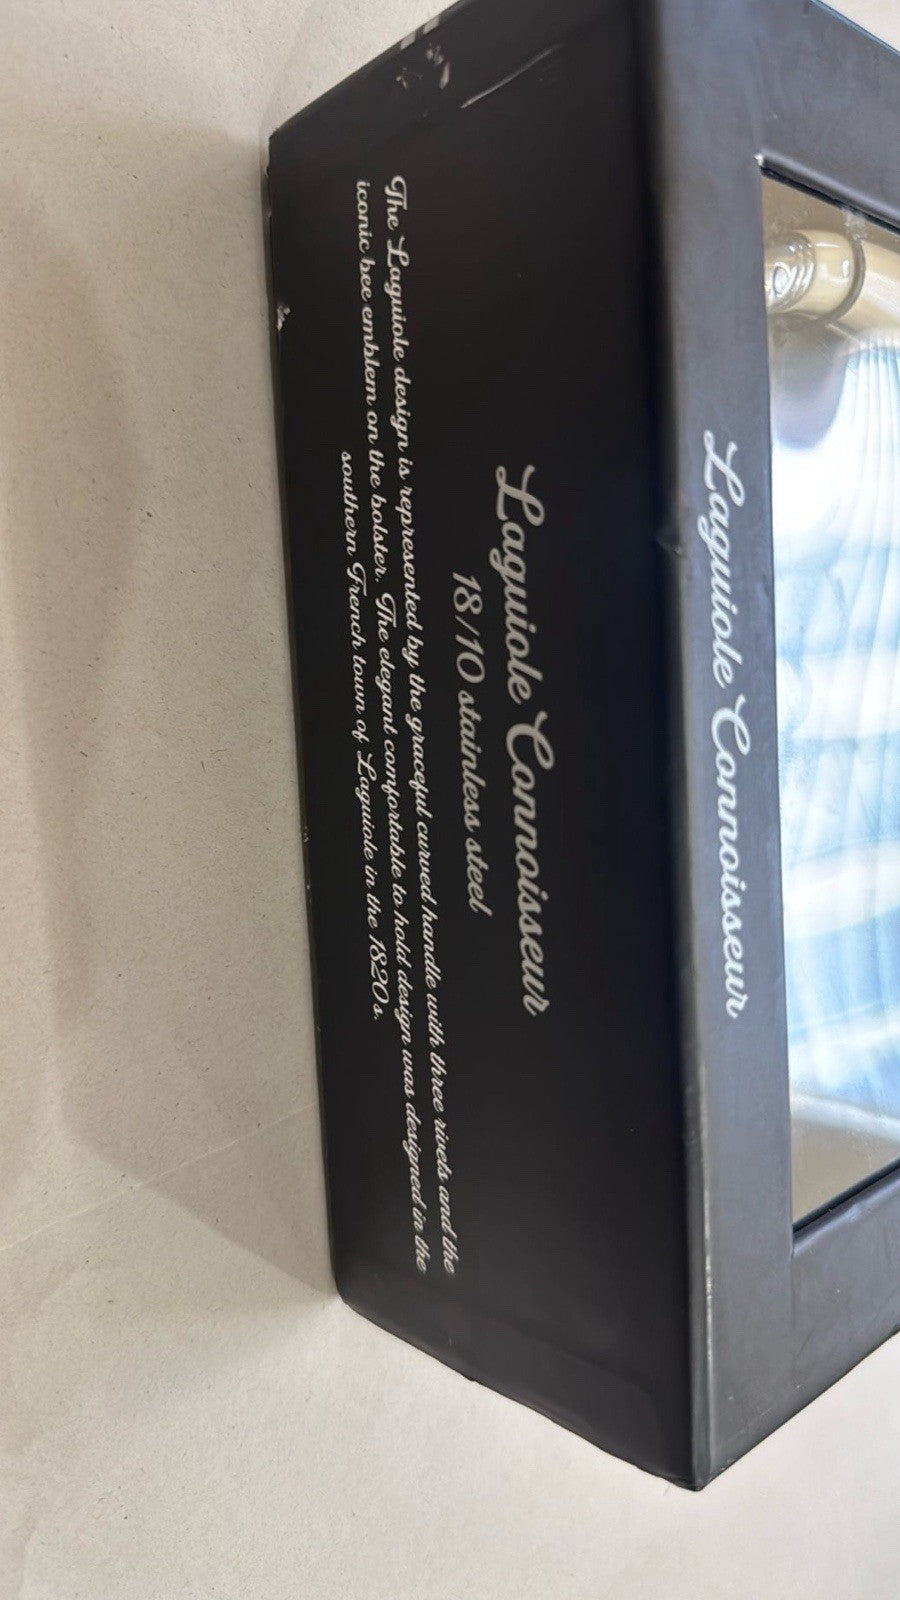 Laguiole Connoisseur
Laguiole Connoisseur
18/10 stainless steel
The Laguiole design is represented by the graceful curved handle with three rivets and the
iconic bee emblem on the bolster. The elegant comfortable to hold design was designed in the
southern French town of Laguiole in the 1820s.